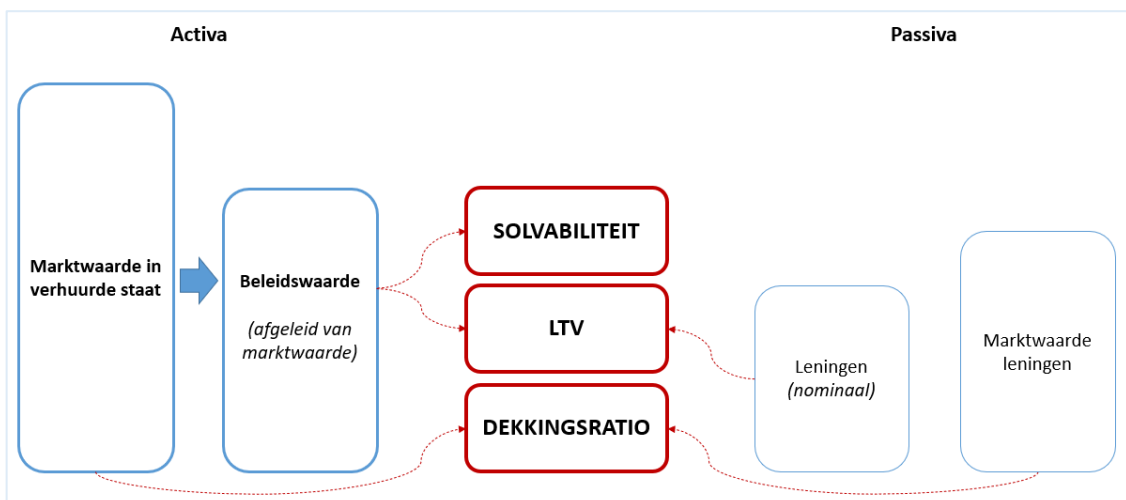 Activa
Passiva
Marktwaarde in
verhuurde staat
Beleidswaarde
(afgeleid van
marktwaarde)
SOLVABILITEIT
LTV
DEKKINGSRATIO
Leningen
(nominaal)
Marktwaarde
leningen